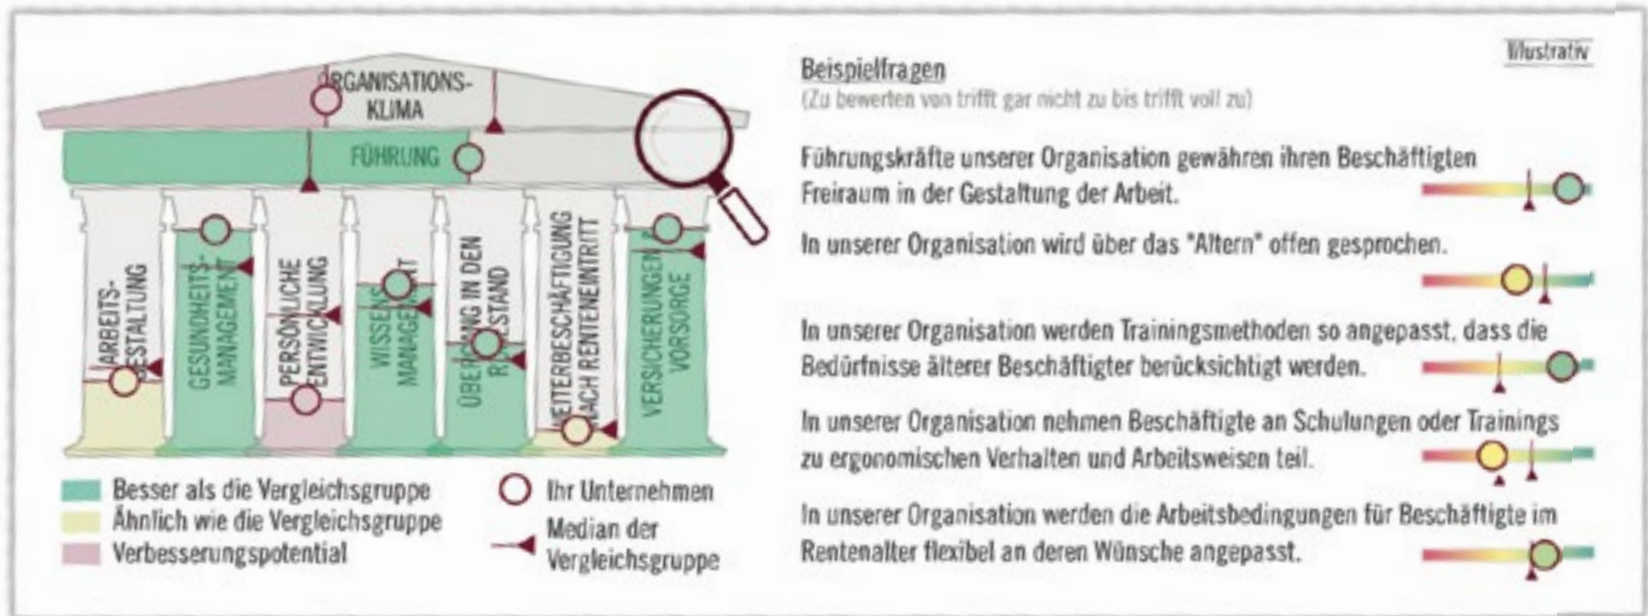 ORGANISATIONS-
KLIMA
FÜHRUNG
ARBEITS-
GESTALTUNG
GESUNDHEITS-
MANAGEMENT
PERSÖNLICHE
ENTWICKLUNG
WISSENS
MANAGEMENT
ÜBERGANG IN DEN
RUHESTAND
WEITERBESCHÄFTIGUNG
NACH RENTENEINTRITT
VERSICHERUNGEN &
VORSORGE
Besser als die Vergleichsgruppe
Ähnlich wie die Vergleichsgruppe
Verbesserungspotential
Ihr Unternehmen
Median der
Vergleichsgruppe
Illustrativ
Beispielfragen
(Zu bewerten von trifft gar nicht zu bis trifft voll zu)
Führungskräfte unserer Organisation gewähren ihren Beschäftigten
Freiraum in der Gestaltung der Arbeit.
In unserer Organisation wird über das "Altern" offen gesprochen.
In unserer Organisation werden Trainingsmethoden so angepasst, dass die
Bedürfnisse älterer Beschäftigter berücksichtigt werden.
In unserer Organisation nehmen Beschäftigte an Schulungen oder Trainings
zu ergonomischen Verhalten und Arbeitsweisen teil.
In unserer Organisation werden die Arbeitsbedingungen für Beschäftigte im
Rentenalter flexibel an deren Wünsche angepasst.